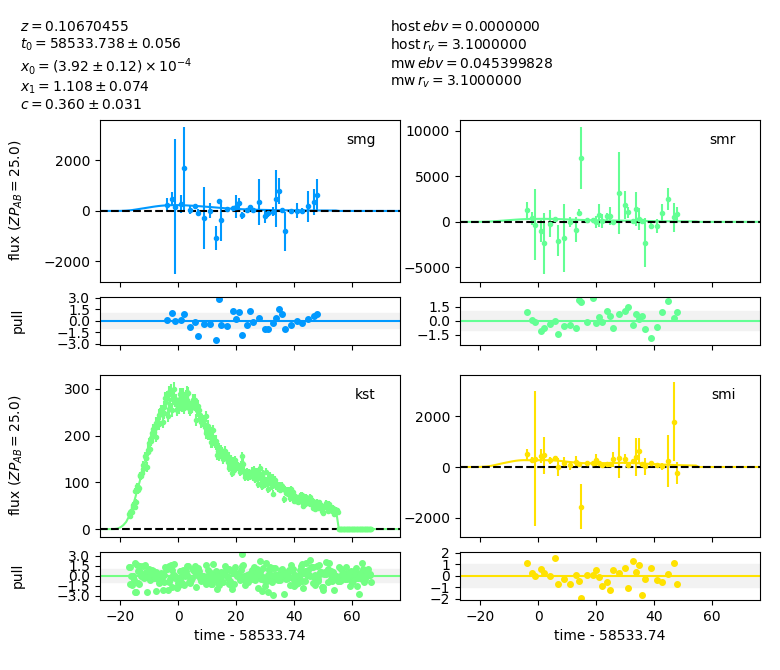 z = 0.10670455
t₀ = 58533.738 ± 0.056
x₀ = (3.92 ± 0.12) × 10⁻⁴
x₁ = 1.108 ± 0.074
c = 0.360 ± 0.031
host ebv = 0.0000000
host r_v = 3.1000000
mw ebv = 0.045399828
mw r_v = 3.1000000
flux (ZP_AB = 25.0)
2000
0
−2000
smg
10000
5000
0
−5000
smr
pull
3.0
1.5
0.0
−1.5
−3.0
1.5
0.0
−1.5
flux (ZP_AB = 25.0)
300
200
100
0
kst
2000
0
−2000
smi
pull
3.0
1.5
0.0
−1.5
−3.0
2
1
0
−1
−2
−20 0 20 40 60
−20 0 20 40 60
time - 58533.74
time - 58533.74